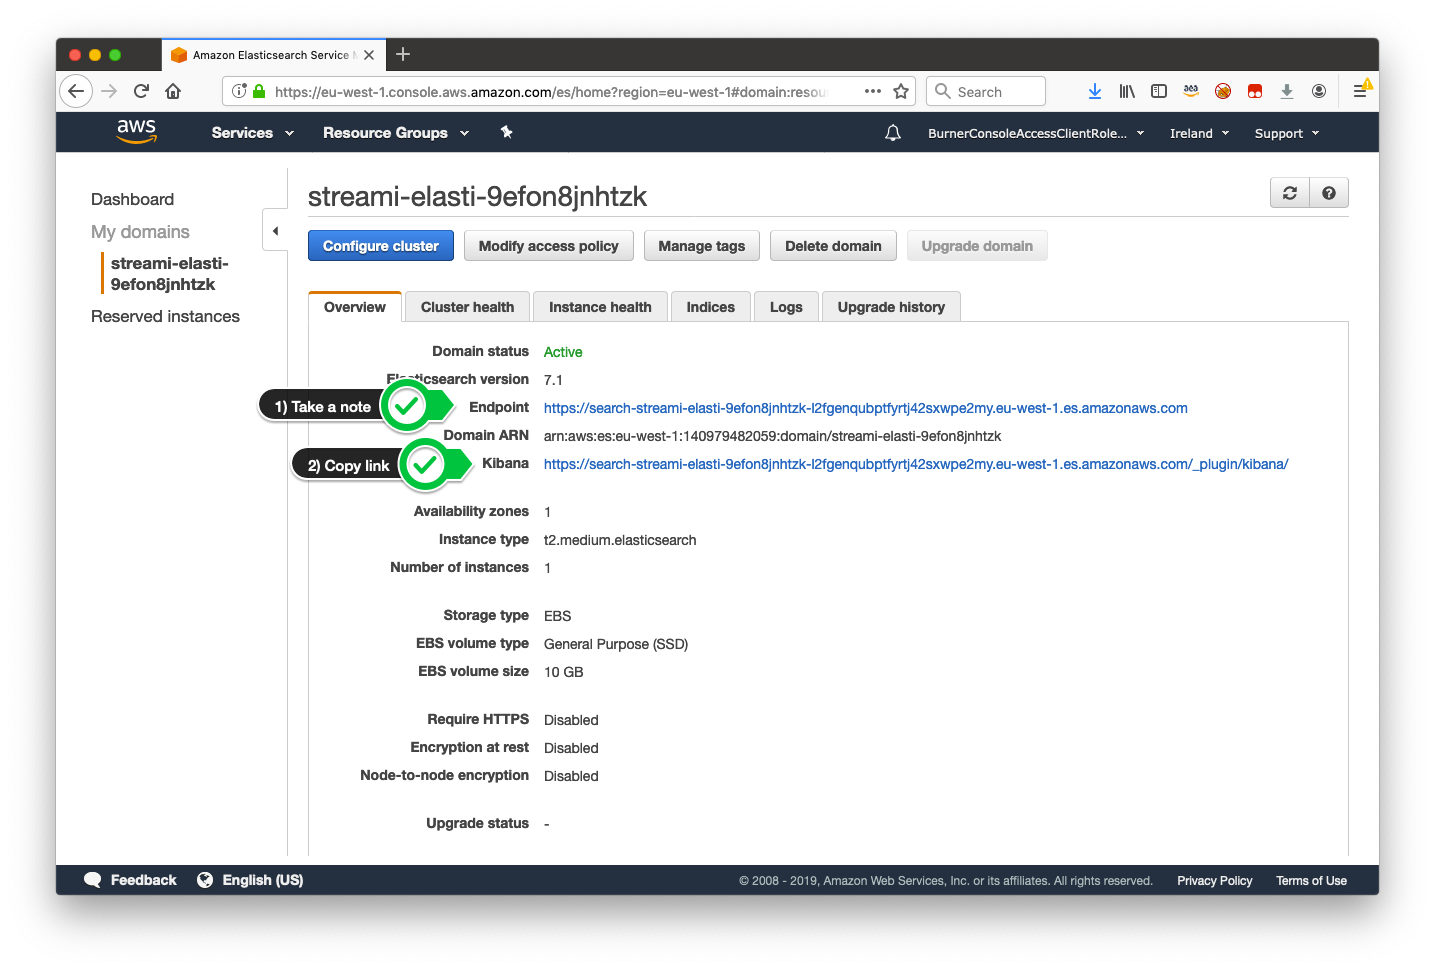 Amazon Elasticsearch Service M
https://eu-west-1.console.aws.amazon.com/es/home?region=eu-west-1#domain:resou
Search
aws
Services
Resource Groups
BurnerConsoleAccessClientRole...
Ireland
Support
Dashboard
My domains
streami-elasti-
9efon8jnhtzk
Reserved instances
streami-elasti-9efon8jnhtzk
Configure cluster
Modify access policy
Manage tags
Delete domain
Upgrade domain
Overview
Cluster health
Instance health
Indices
Logs
Upgrade history
Domain status Active
Elasticsearch version 7.1
1) Take a note
Endpoint https://search-streami-elasti-9efon8jnhtzk-l2fgenqubptfyrtj42sxwpe2my.eu-west-1.es.amazonaws.com
Domain ARN arn:aws:es:eu-west-1:140979482059:domain/streami-elasti-9efon8jnhtzk
2) Copy link
Kibana https://search-streami-elasti-9efon8jnhtzk-l2fgenqubptfyrtj42sxwpe2my.eu-west-1.es.amazonaws.com/_plugin/kibana/
Availability zones 1
Instance type t2.medium.elasticsearch
Number of instances 1
Storage type EBS
EBS volume type General Purpose (SSD)
EBS volume size 10 GB
Require HTTPS Disabled
Encryption at rest Disabled
Node-to-node encryption Disabled
Upgrade status -
Feedback
English (US)
© 2008 - 2019, Amazon Web Services, Inc. or its affiliates. All rights reserved.
Privacy Policy
Terms of Use